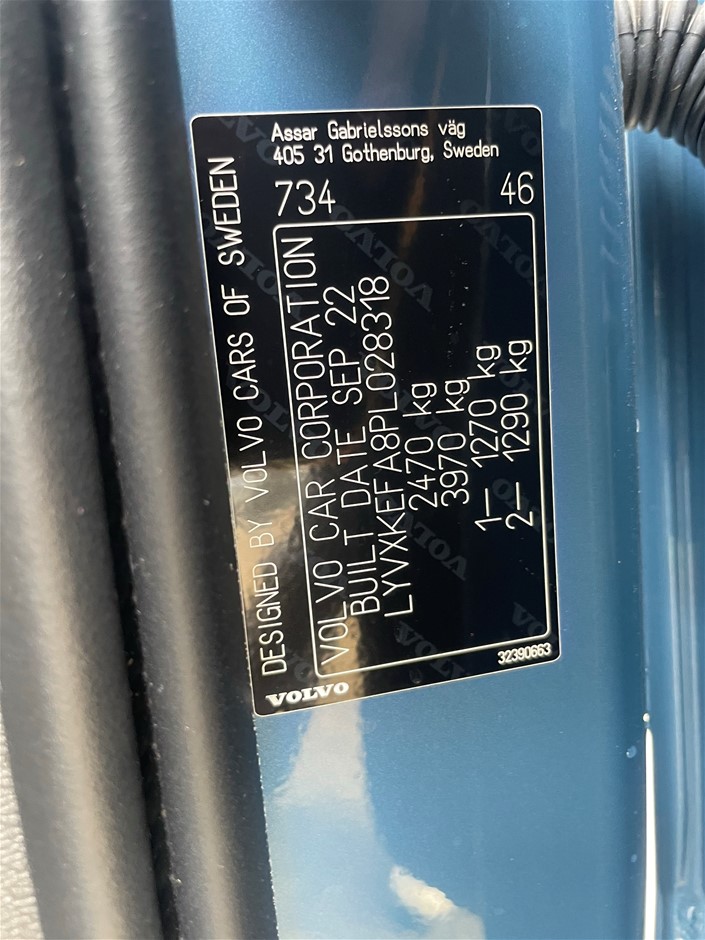 Assar Gabrielssons väg
405 31 Gothenburg, Sweden
734 46
DESIGNED BY VOLVO CARS OF SWEDEN
VOLVO CAR CORPORATION
BUILT DATE SEP 22
LYVXKEFA8PL028318
2470 kg
3970 kg
1– 1270 kg
2– 1290 kg
32390663
VOLVO